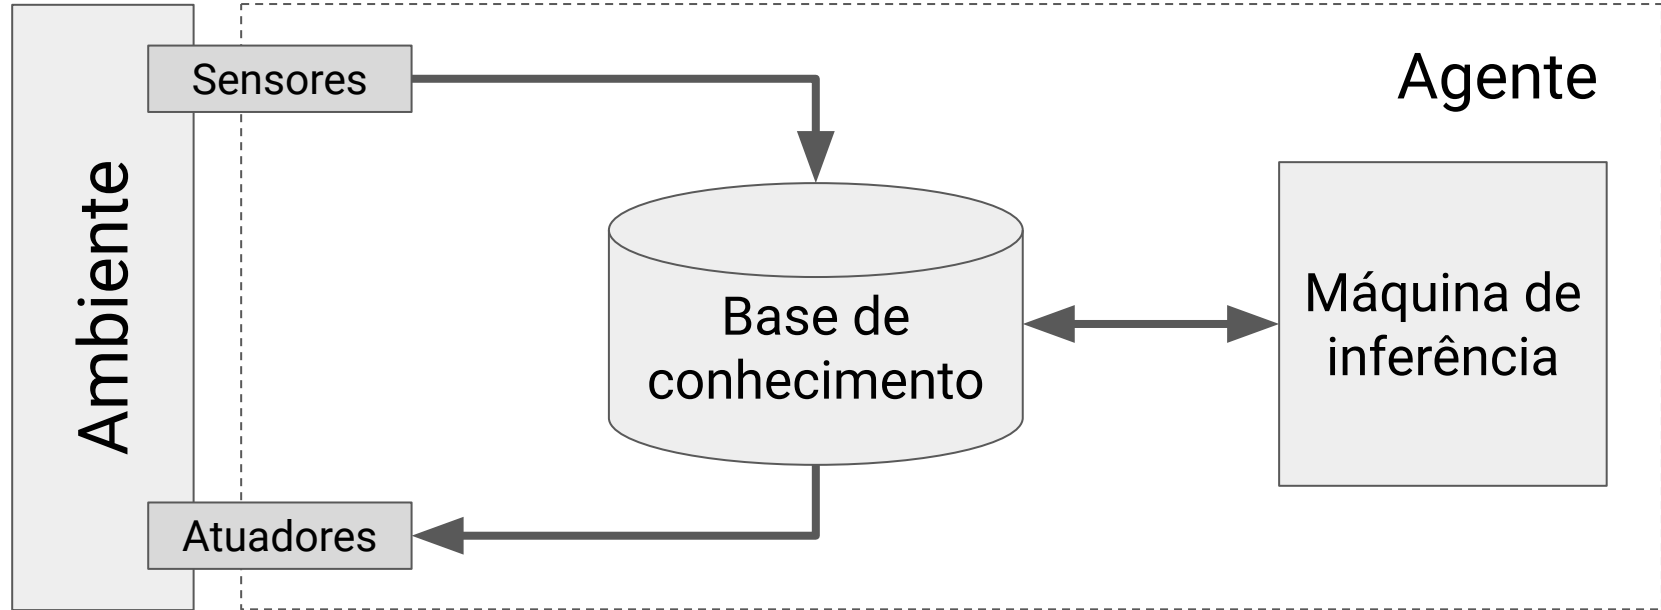 Ambiente
Sensores
Agente
Base de
conhecimento
Máquina de
inferência
Atuadores